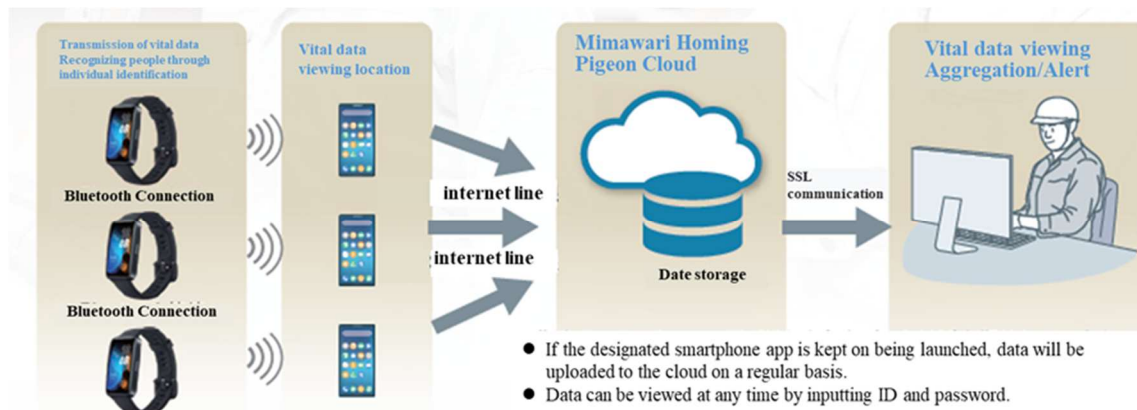 Transmission of vital data
Recognizing people through
individual identification
Bluetooth Connection
Bluetooth Connection
Vital data
viewing location
internet line
internet line
Mimawari Homing
Pigeon Cloud
Date storage
SSL
communication
Vital data viewing
Aggregation/Alert
● If the designated smartphone app is kept on being launched, data will be
uploaded to the cloud on a regular basis.
● Data can be viewed at any time by inputting ID and password.